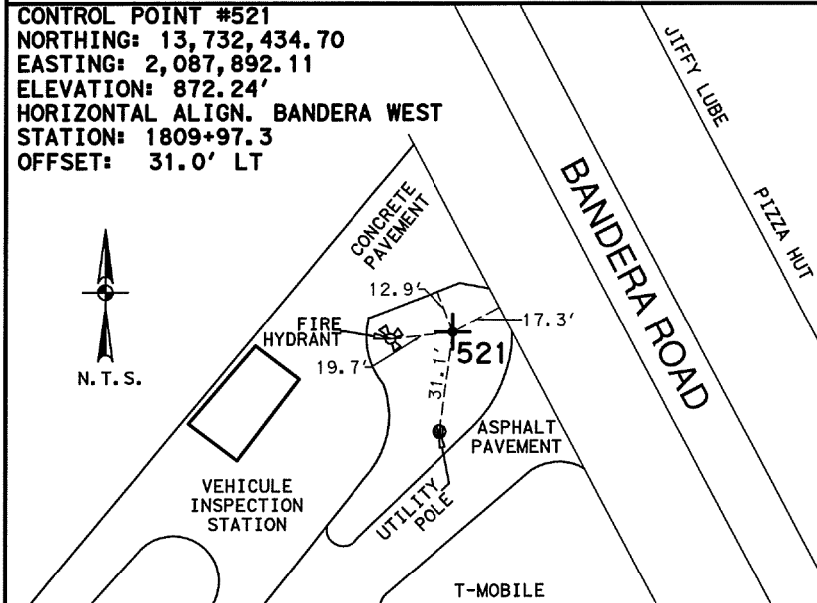 CONTROL POINT #521
NORTHING: 13,732,434.70
EASTING: 2,087,892.11
ELEVATION: 872.24'
HORIZONTAL ALIGN. BANDERA WEST
STATION: 1809+97.3
OFFSET: 31.0' LT
JIFFY LUBE
PIZZA HUT
BANDERA ROAD
CONCRETE
PAVEMENT
12.9'
17.3'
FIRE
HYDRANT
521
19.7'
31.1'
N.T.S.
ASPHALT
PAVEMENT
UTILITY
POLE
VEHICULE
INSPECTION
STATION
T-MOBILE